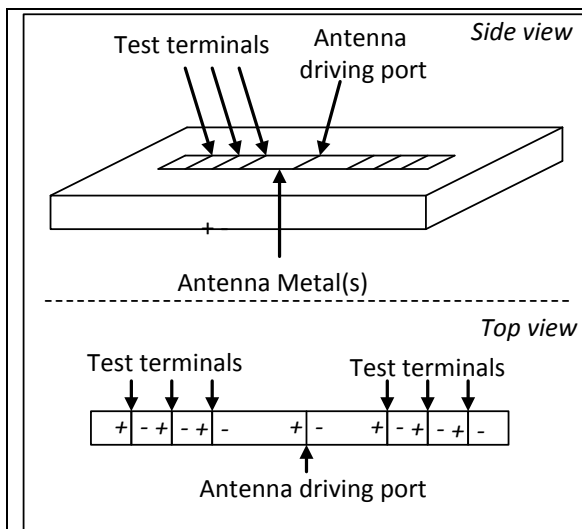 Side view
Test terminals
Antenna
driving port
+ -
Antenna Metal(s)
Top view
Test terminals
Test terminals
+ - + - + - + - + - + - + -
Antenna driving port